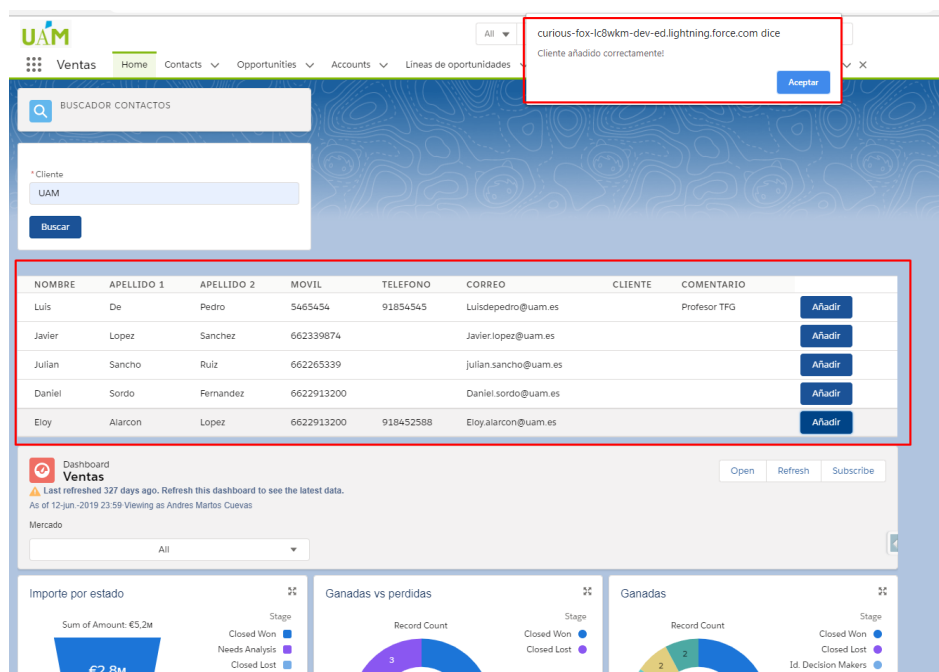 UAM
All
curious-fox-lc8wkm-dev-ed.lightning.force.com dice
Cliente añadido correctamente!
Aceptar
Ventas Home Contacts Opportunities Accounts Lineas de oportunidades
BUSCADOR CONTACTOS
*Cliente
UAM
Buscar
NOMBRE APELLIDO 1 APELLIDO 2 MOVIL TELEFONO CORREO CLIENTE COMENTARIO
Luis De Pedro 5465454 91854545 Luisdepedro@uam.es Profesor TFG Añadir
Javier Lopez Sanchez 662339874 Javier.lopez@uam.es Añadir
Julian Sancho Ruiz 662265339 julian.sancho@uam.es Añadir
Daniel Sordo Fernandez 6622913200 Daniel.sordo@uam.es Añadir
Eloy Alarcon Lopez 6622913200 918452588 Eloy.alarcon@uam.es Añadir
Dashboard
Ventas
Open Refresh Subscribe
Last refreshed 327 days ago. Refresh this dashboard to see the latest data.
As of 12-jun.-2019 23:59 Viewing as Andres Martos Cuevas
Mercado
All
Importe por estado
Sum of Amount: €5,2M
Stage
Closed Won
Needs Analysis
Closed Lost
€2,8M
Ganadas vs perdidas
Record Count
Stage
Closed Won
Closed Lost
3
Ganadas
Record Count
Stage
Closed Won
Closed Lost
Id. Decision Makers
2
2